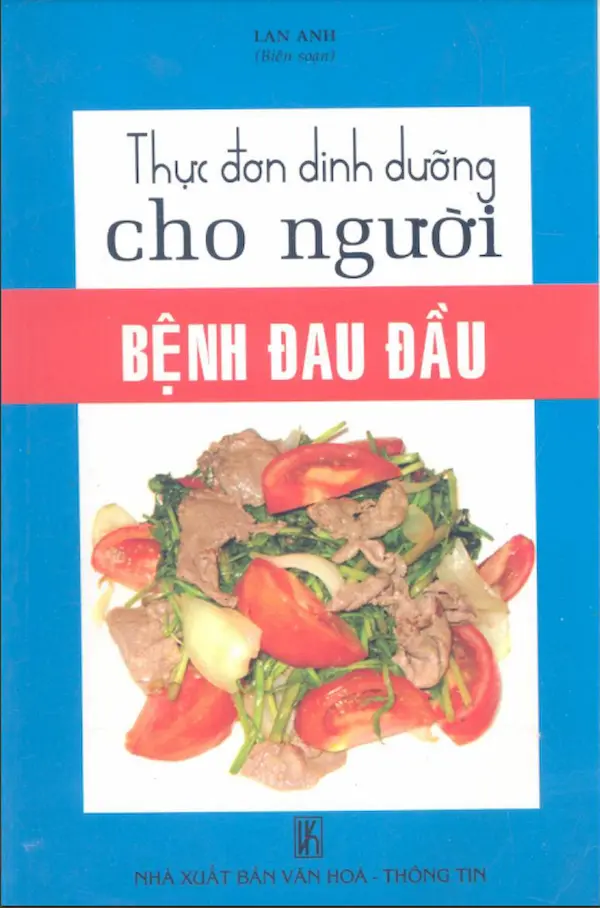 LAN ANH
(Biên soạn)
Thực đơn dinh dưỡng
cho người
BỆNH ĐAU ĐẦU
NHÀ XUẤT BẢN VĂN HOÁ - THÔNG TIN